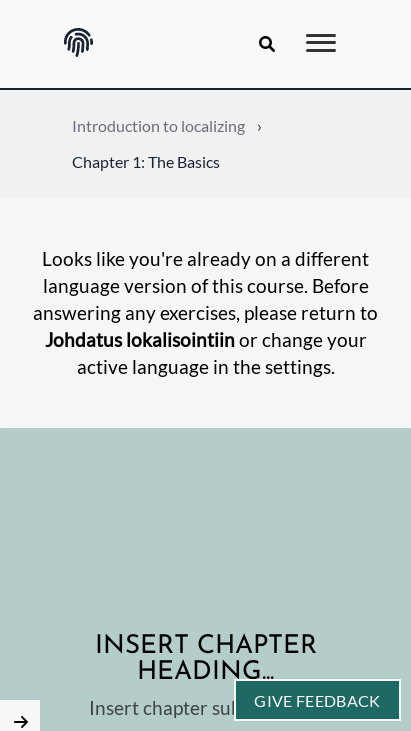 Introduction to localizing ›
Chapter 1: The Basics
Looks like you're already on a different
language version of this course. Before
answering any exercises, please return to
Johdatus lokalisointiin or change your
active language in the settings.
INSERT CHAPTER
HEADING...
Insert chapter
GIVE FEEDBACK